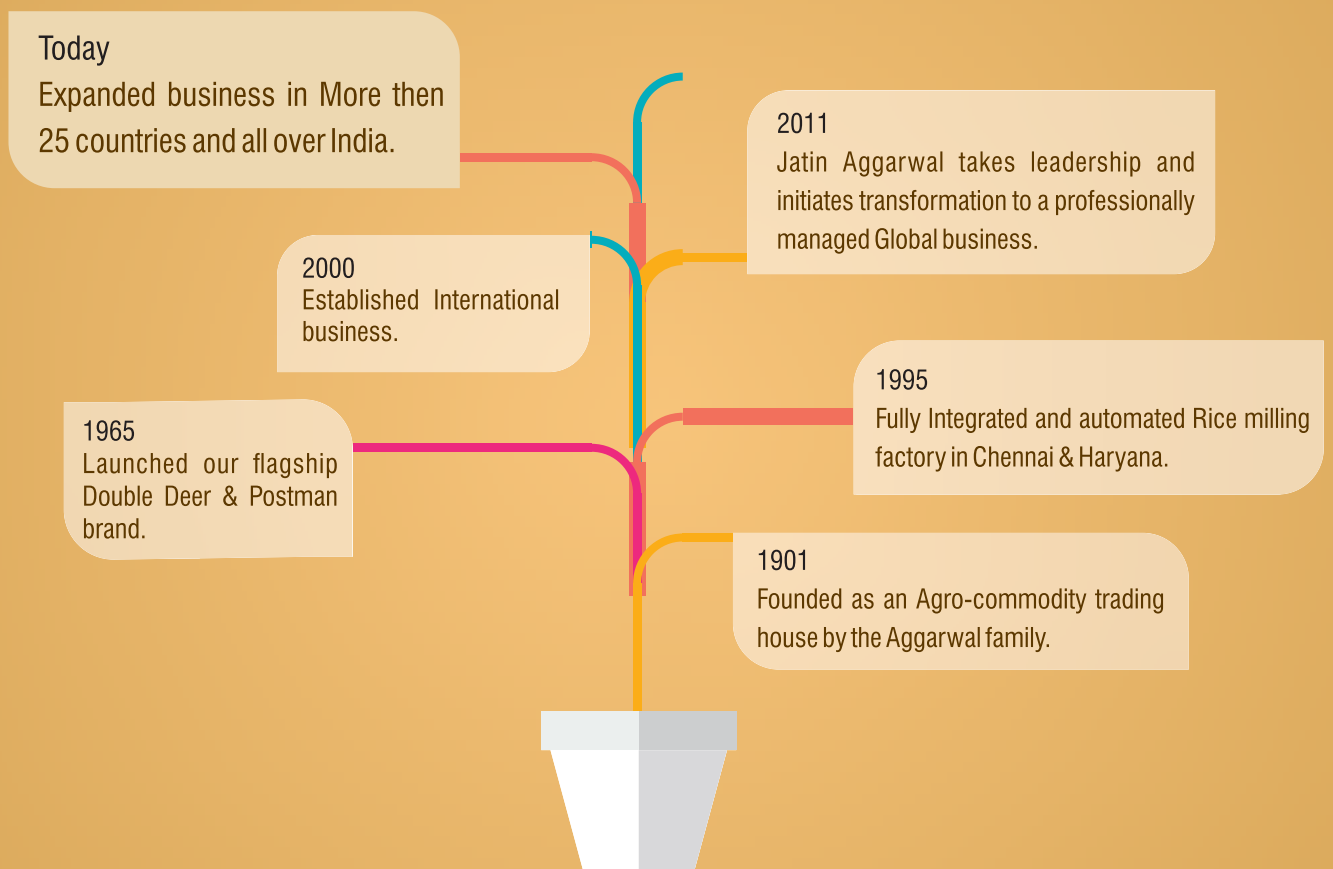 Today
Expanded business in More then
25 countries and all over India.
2011
Jatin Aggarwal takes leadership and
initiates transformation to a professionally
managed Global business.
2000
Established International
business.
1995
Fully Integrated and automated Rice milling
factory in Chennai & Haryana.
1965
Launched our flagship
Double Deer & Postman
brand.
1901
Founded as an Agro-commodity trading
house by the Aggarwal family.